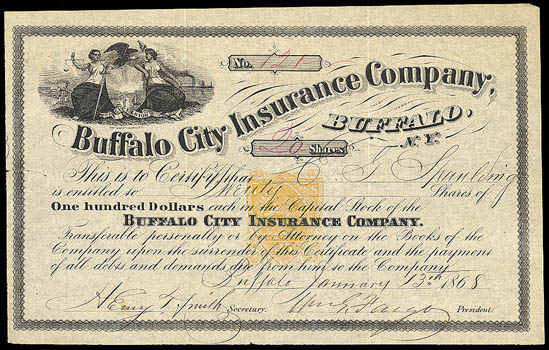 No. 121
Buffalo City Insurance Company,
BUFFALO,
N.Y.
20 Shares
This is to Certify that E. G. Spaulding
is entitled to Twenty Shares of
One hundred Dollars each in the Capital Stock of the
BUFFALO CITY INSURANCE COMPANY.
Transferable personally or by Attorney on the Books of the
Company upon the surrender of this Certificate and the payment
of all debts and demands due from him to the Company
Buffalo January 13th 1868
Henry T. Smith Secretary. Wm G Fargo President.